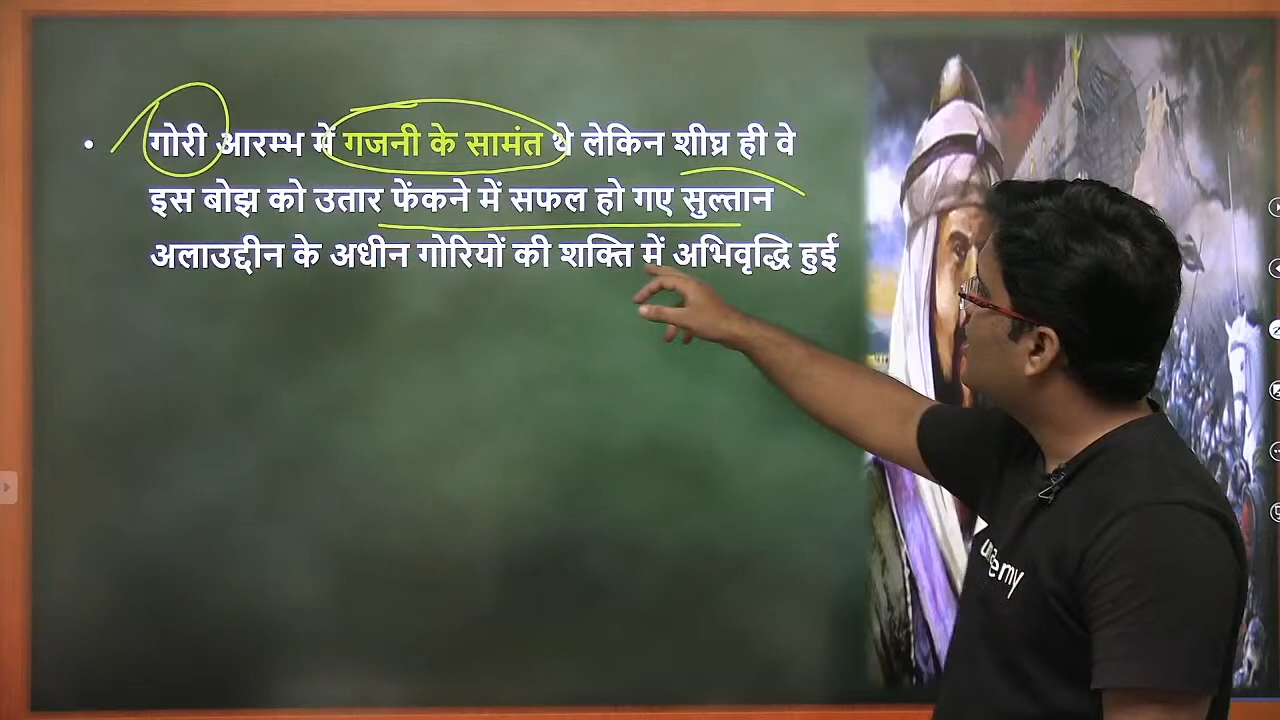 • गोरी आरम्भ में गजनी के सामंत थे लेकिन शीघ्र ही वे
इस बोझ को उतार फेंकने में सफल हो गए सुल्तान
अलाउद्दीन के अधीन गोरियों की शक्ति में अभिवृद्धि हुई